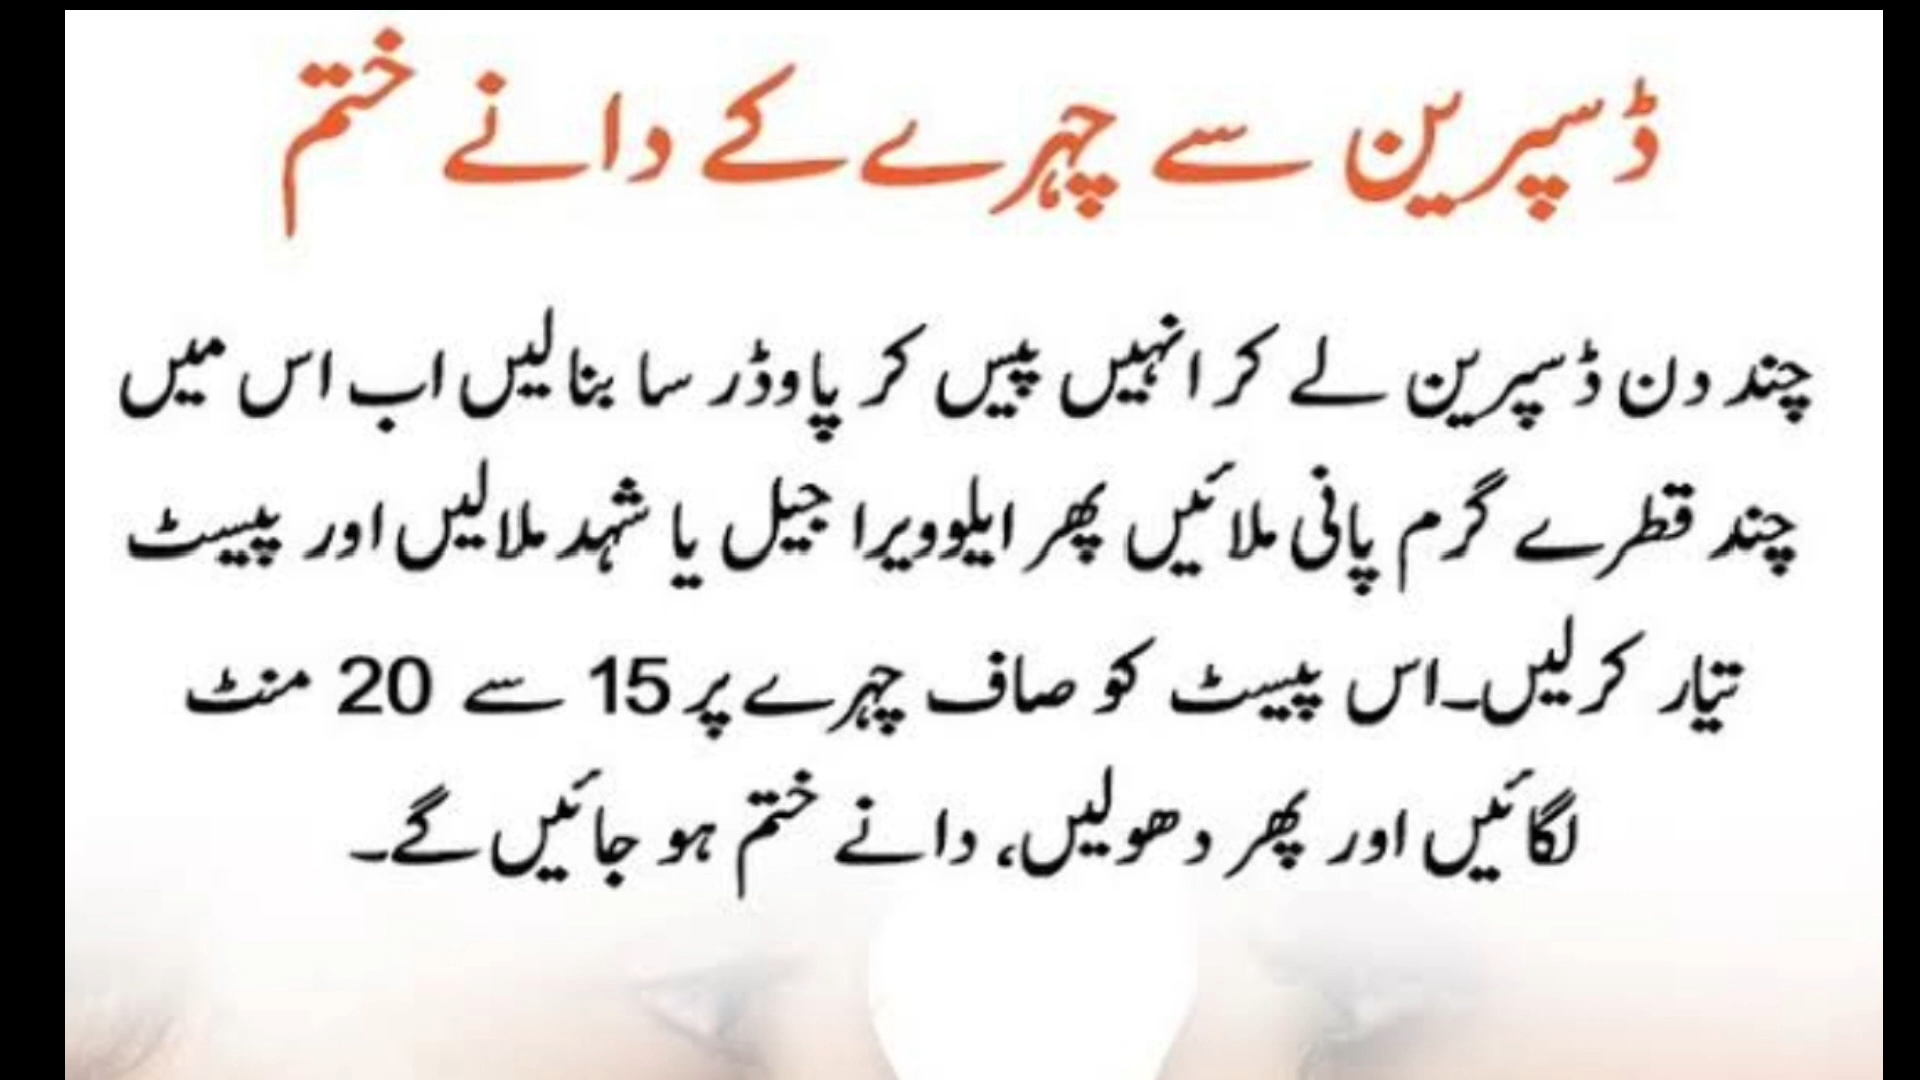 ڈسپرین سے چہرے کے دانے ختم
چند دن ڈسپرین لے کر انہیں پیس کر پاوڈر سا بنالیں اب اس میں
چند قطرے گرم پانی ملائیں پھر ایلوویرا جیل یا شہد ملالیں اور پیسٹ
تیار کرلیں۔اس پیسٹ کو صاف چہرے پر 15 سے 20 منٹ
لگائیں اور پھر دھولیں، دانے ختم ہو جائیں گے۔